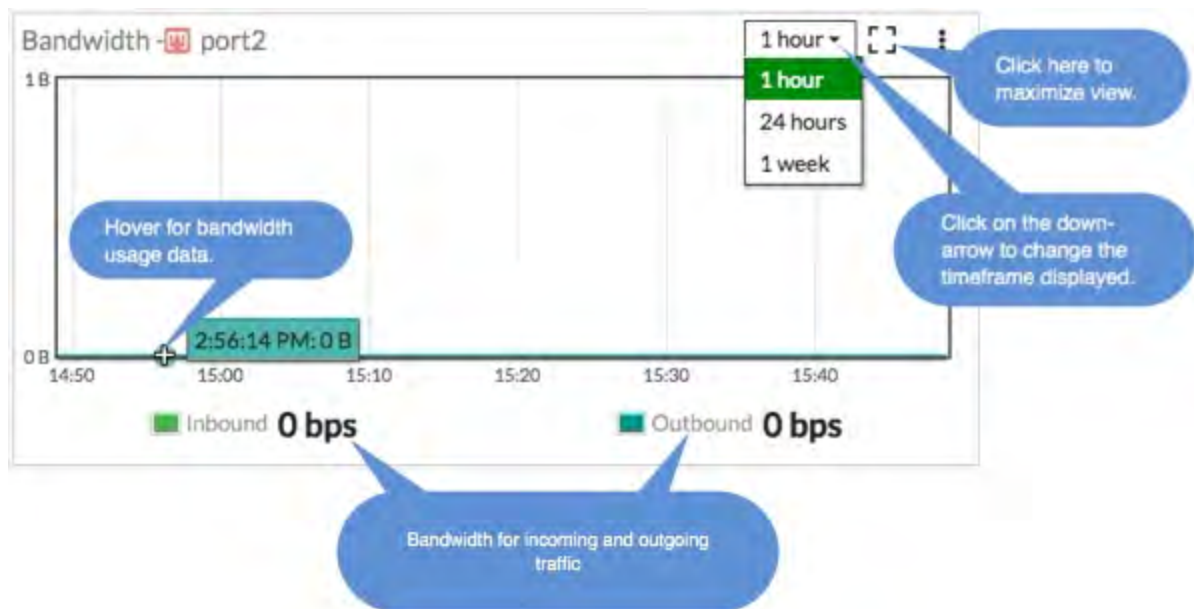 Bandwidth - port2
1 hour
1 hour
24 hours
1 week
Click here to
maximize view.
1 B
Hover for bandwidth
usage data.
Click on the down-
arrow to change the
timeframe displayed.
2:56:14 PM: 0 B
0 B
14:50 15:00 15:10 15:20 15:30 15:40
Inbound 0 bps Outbound 0 bps
Bandwidth for incoming and outgoing
traffic